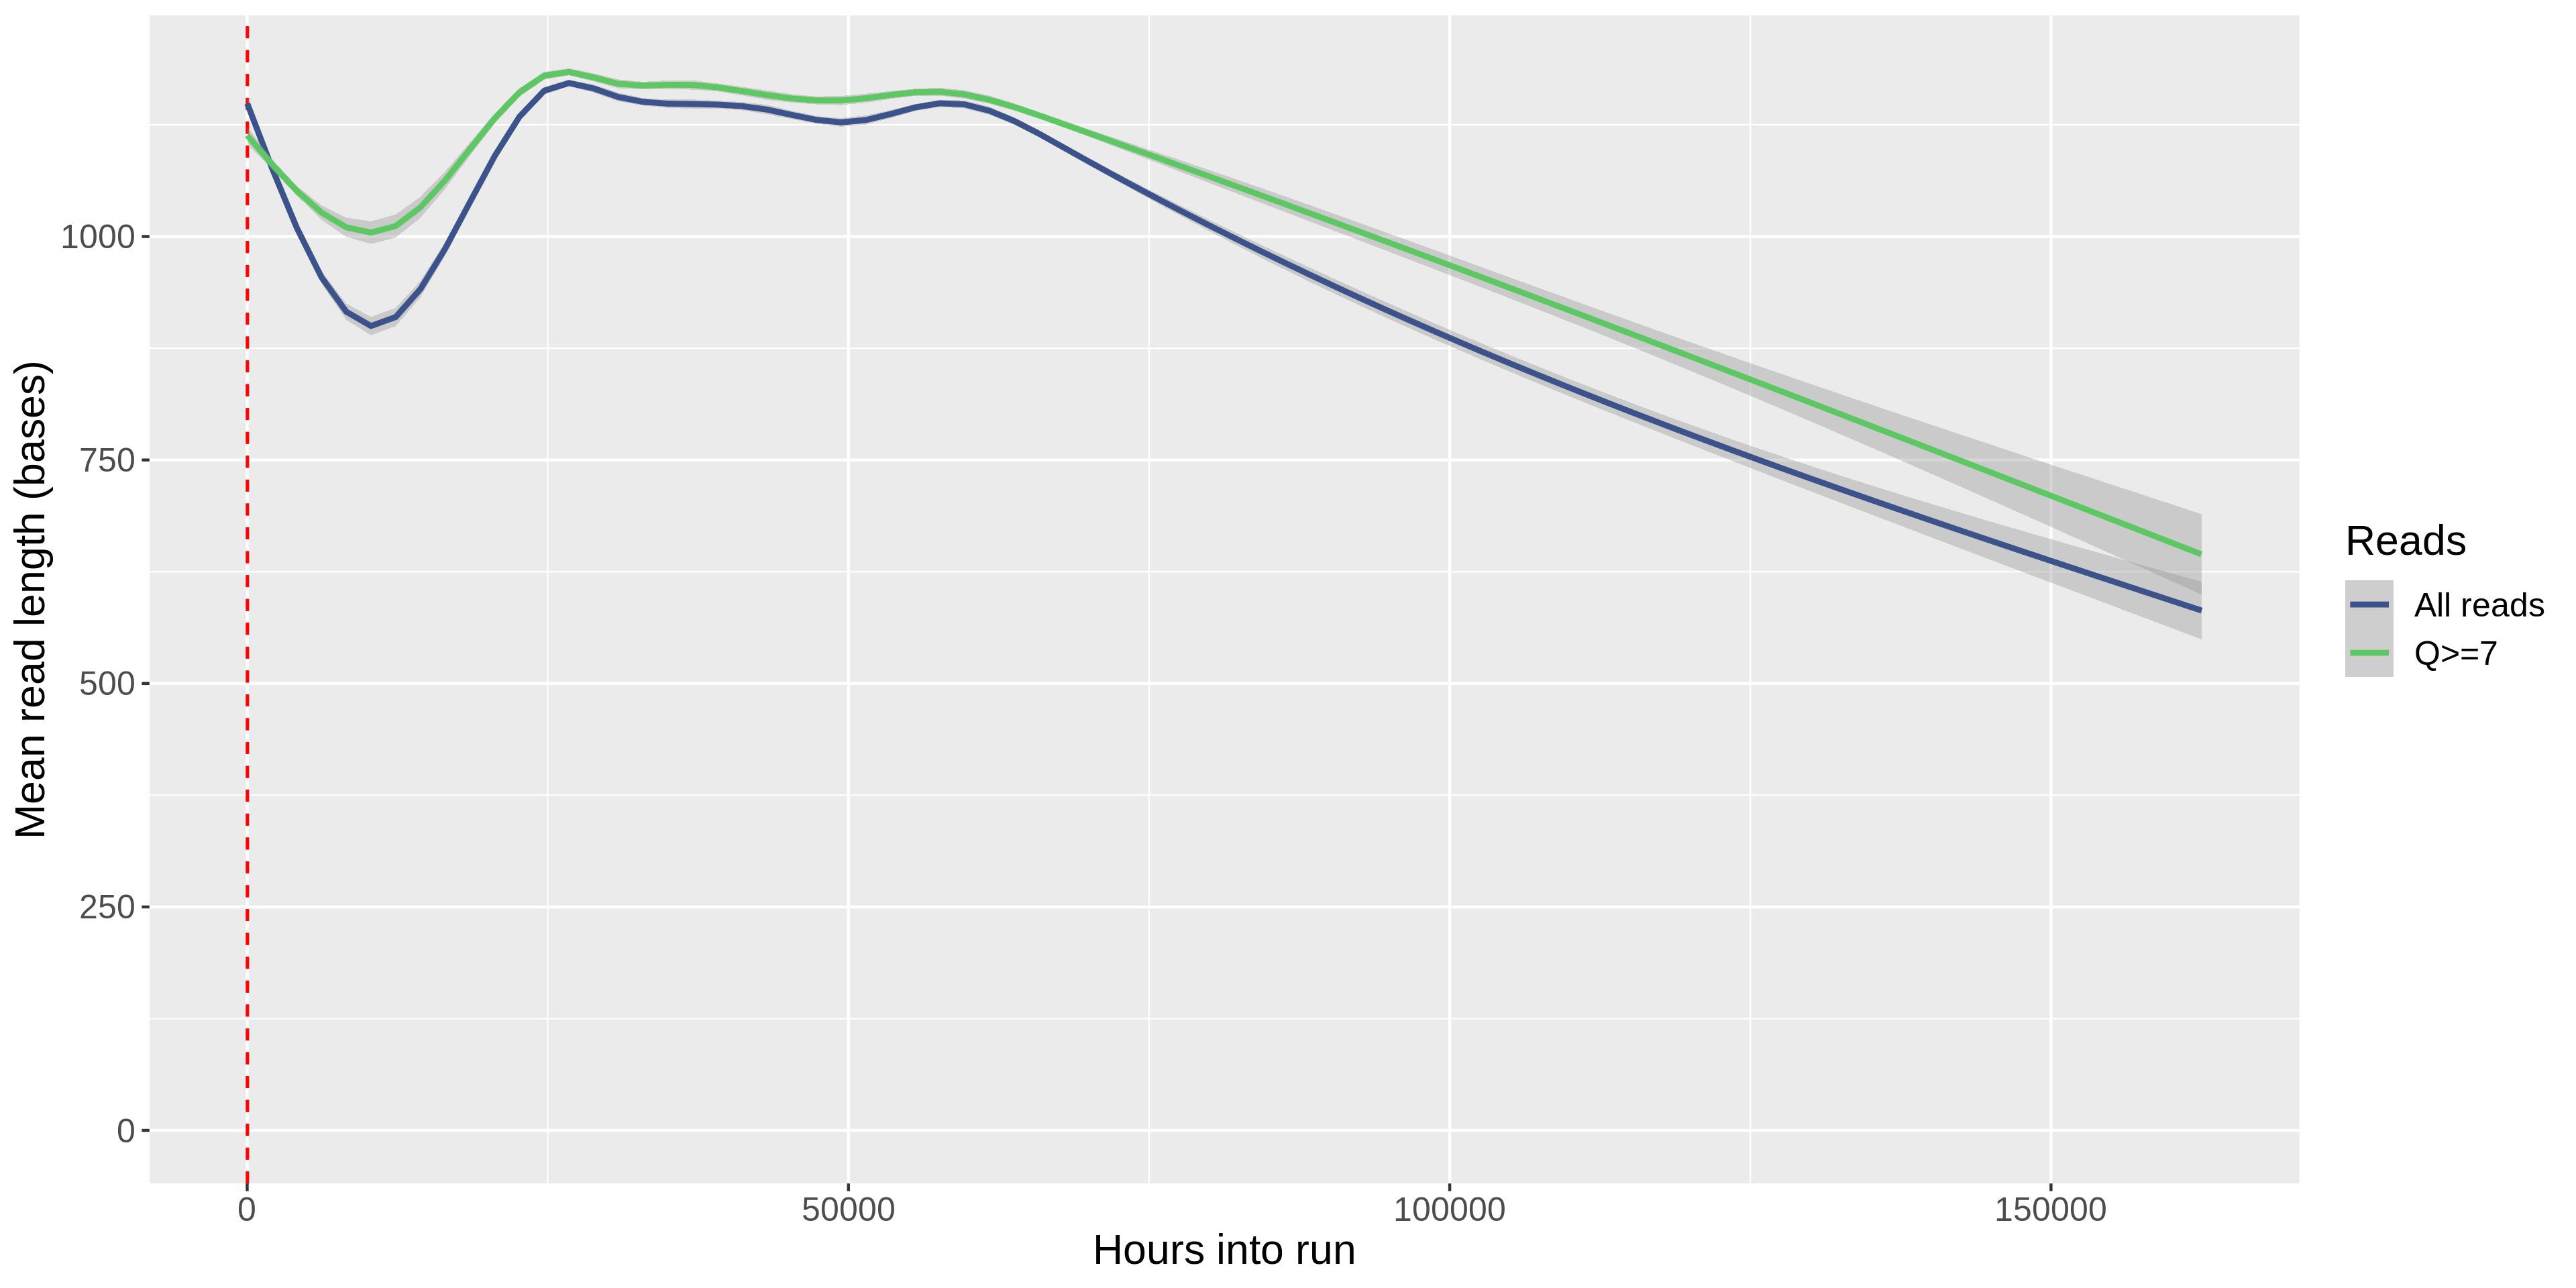 Mean read length (bases)
1000
750
500
250
0
0
50000
100000
150000
Hours into run
Reads
All reads
Q>=7